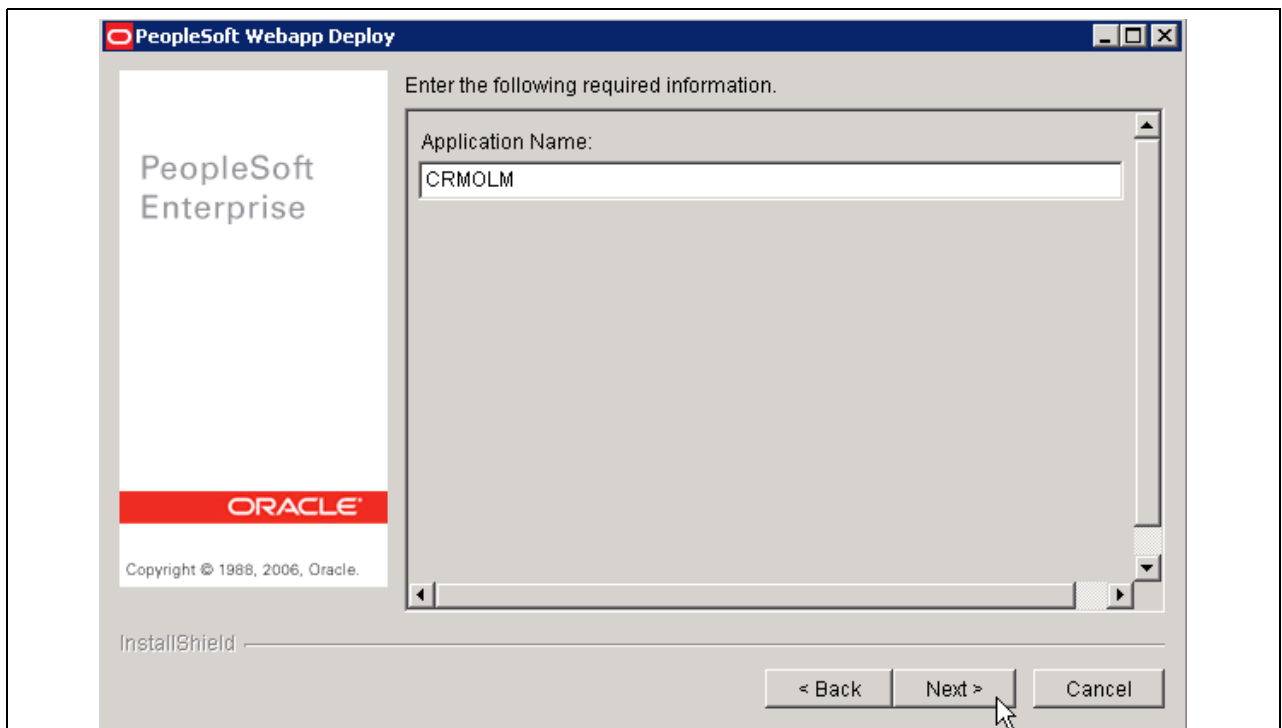 PeopleSoft Webapp Deploy
PeopleSoft
Enterprise
ORACLE®
Copyright © 1988, 2006, Oracle.
Enter the following required information.
Application Name:
CRMOLM
InstallShield
< Back
Next >
Cancel